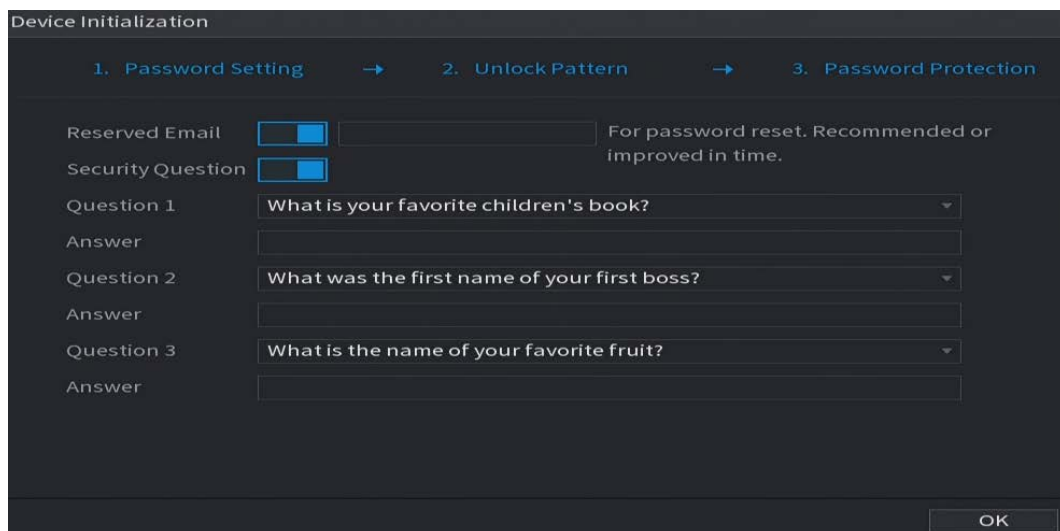 Device Initialization
1. Password Setting → 2. Unlock Pattern → 3. Password Protection
Reserved Email
For password reset. Recommended or
improved in time.
Security Question
Question 1 What is your favorite children's book?
Answer
Question 2 What was the first name of your first boss?
Answer
Question 3 What is the name of your favorite fruit?
Answer
OK